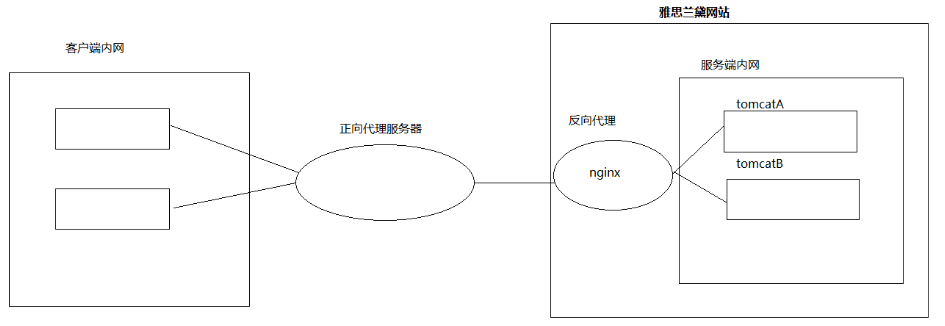 雅思兰黛网站
客户端内网
服务端内网
tomcatA
正向代理服务器
反向代理
tomcatB
nginx